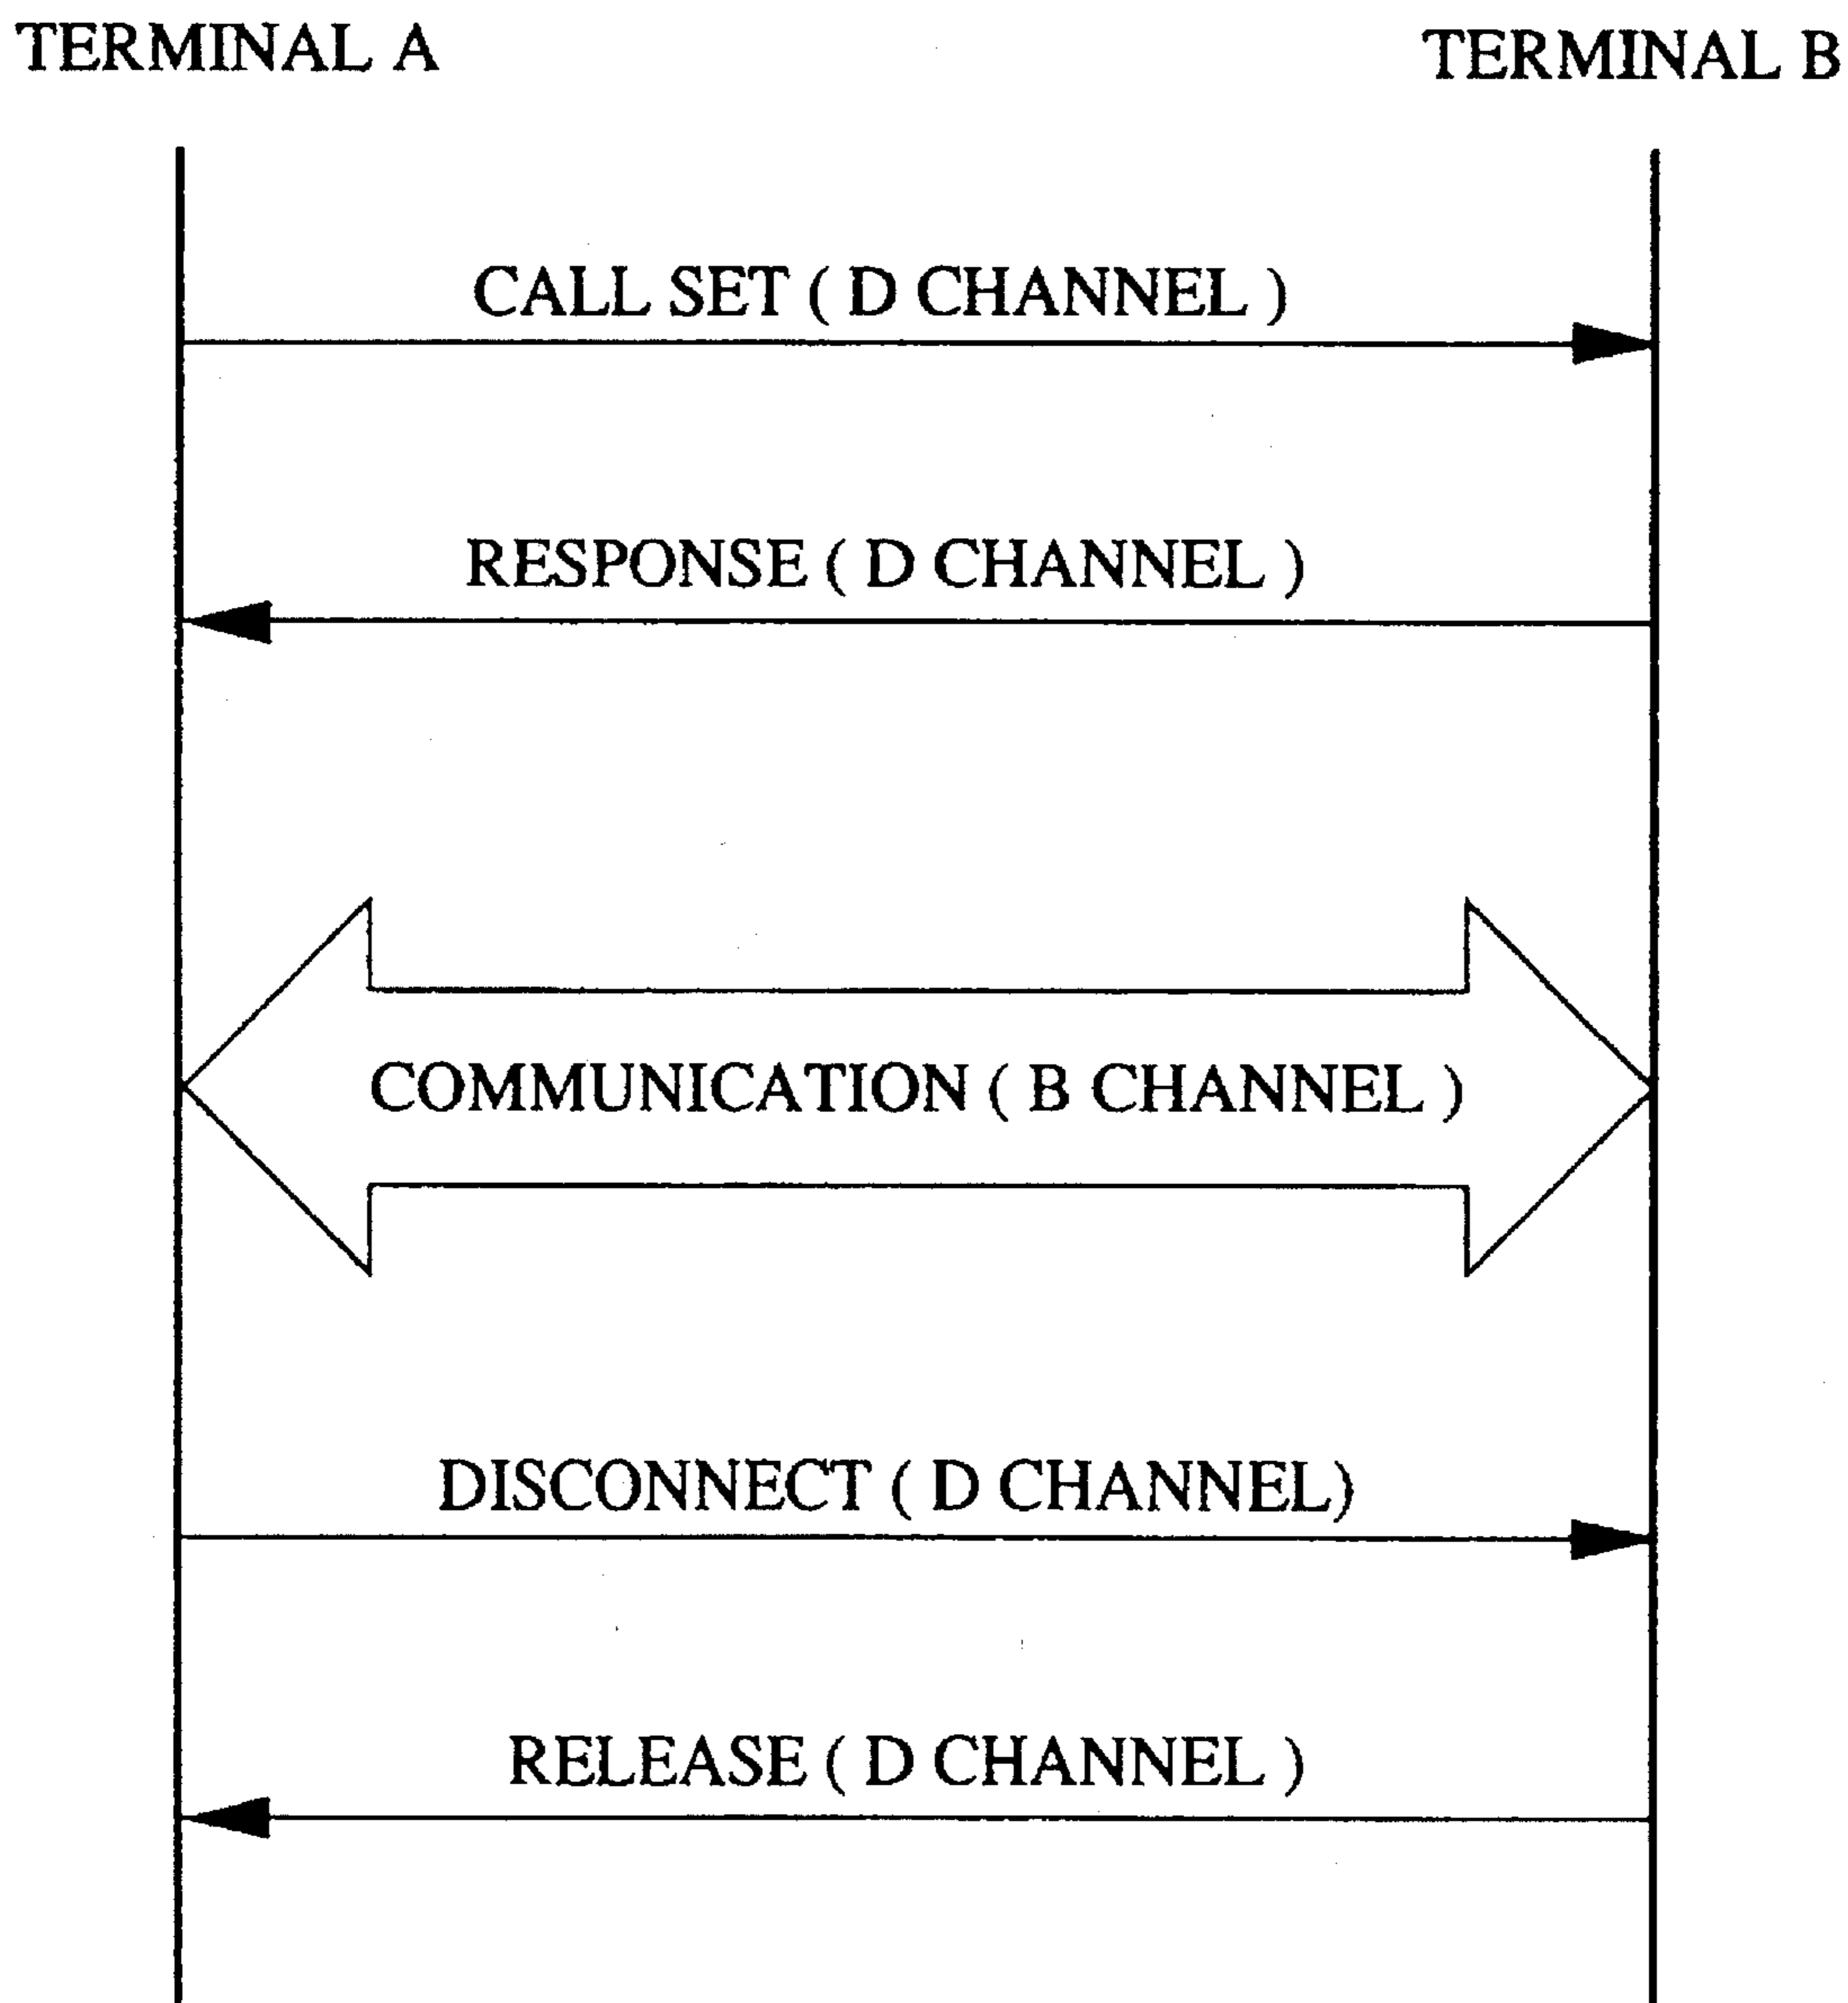 TERMINAL A
TERMINAL B
CALL SET ( D CHANNEL )
RESPONSE ( D CHANNEL )
COMMUNICATION ( B CHANNEL )
DISCONNECT ( D CHANNEL)
RELEASE ( D CHANNEL )